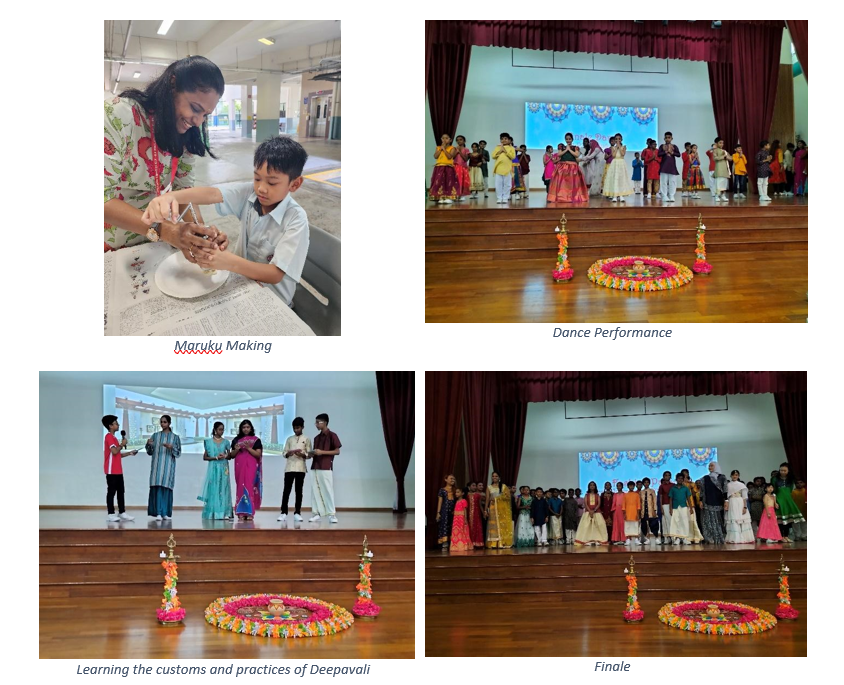 Maruku Making
Dance Performance
Learning the customs and practices of Deepavali
Finale